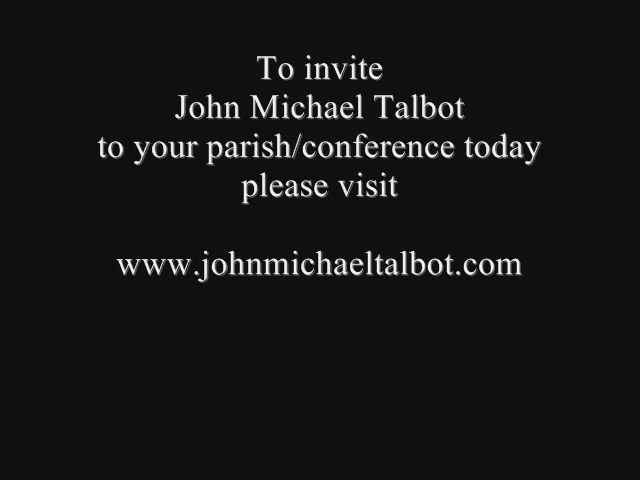 To invite
John Michael Talbot
to your parish/conference today
please visit
www.johnmichaeltalbot.com